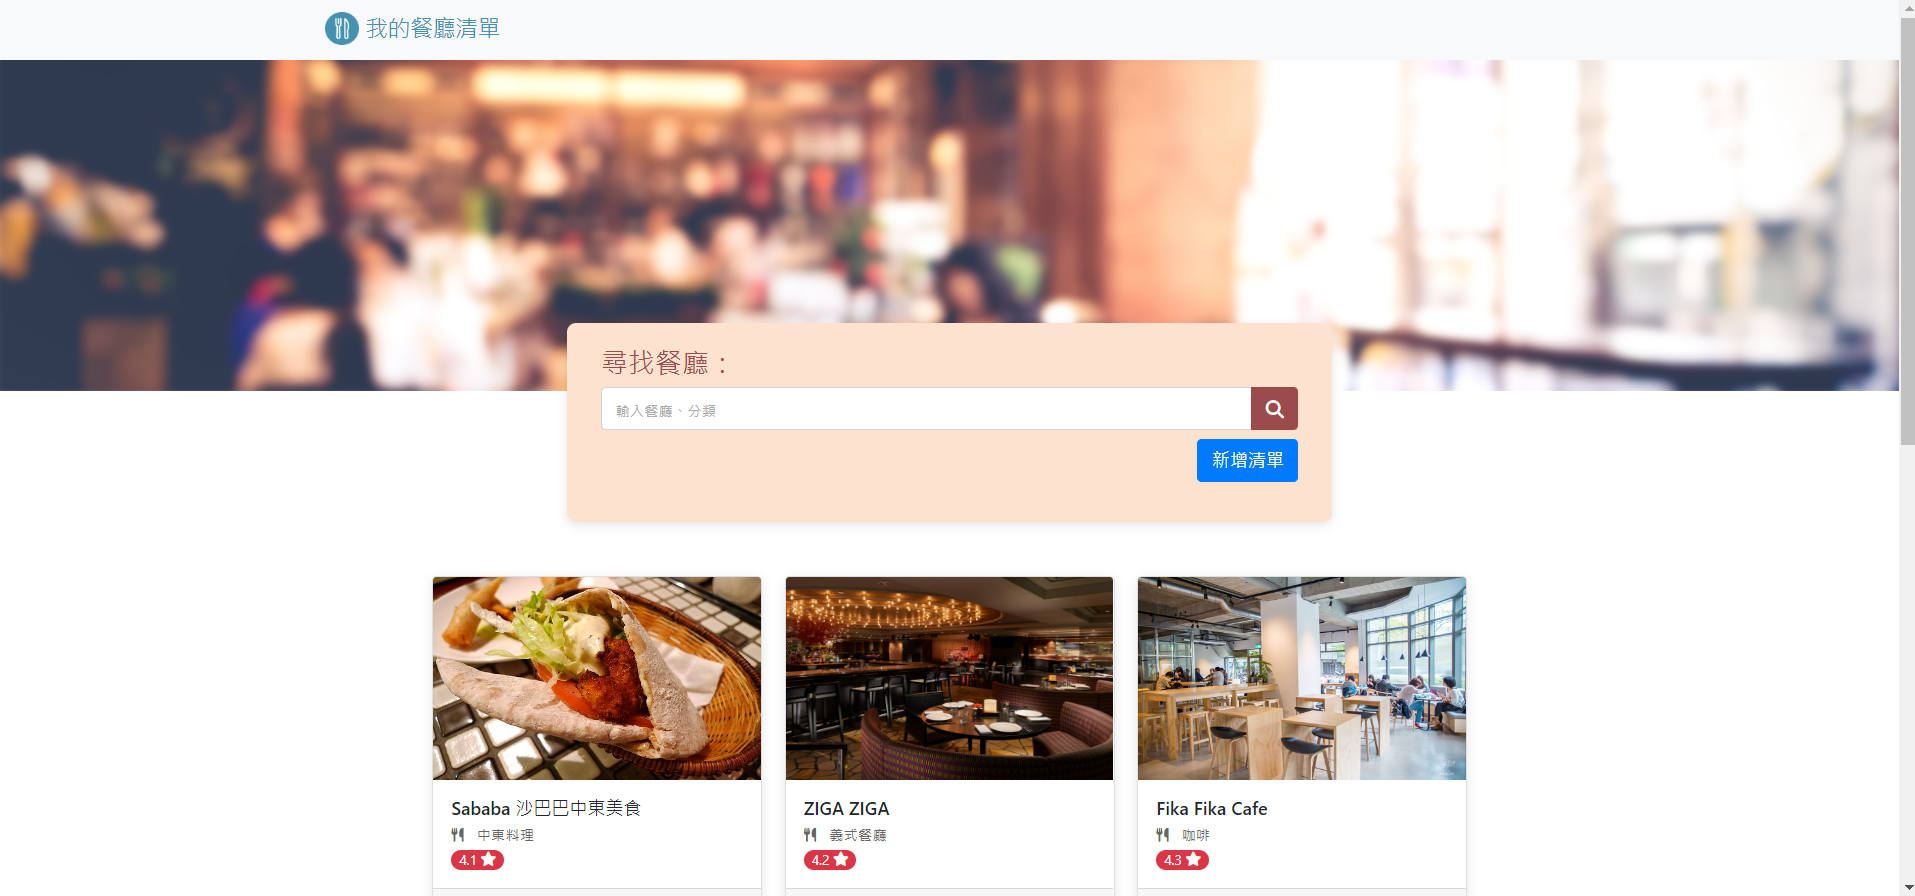 我的餐廳清單
尋找餐廳：
輸入餐廳、分類
新增清單
Sababa 沙巴巴中東美食
中東料理
4.1
ZIGA ZIGA
義式餐廳
4.2
Fika Fika Cafe
咖啡
4.3